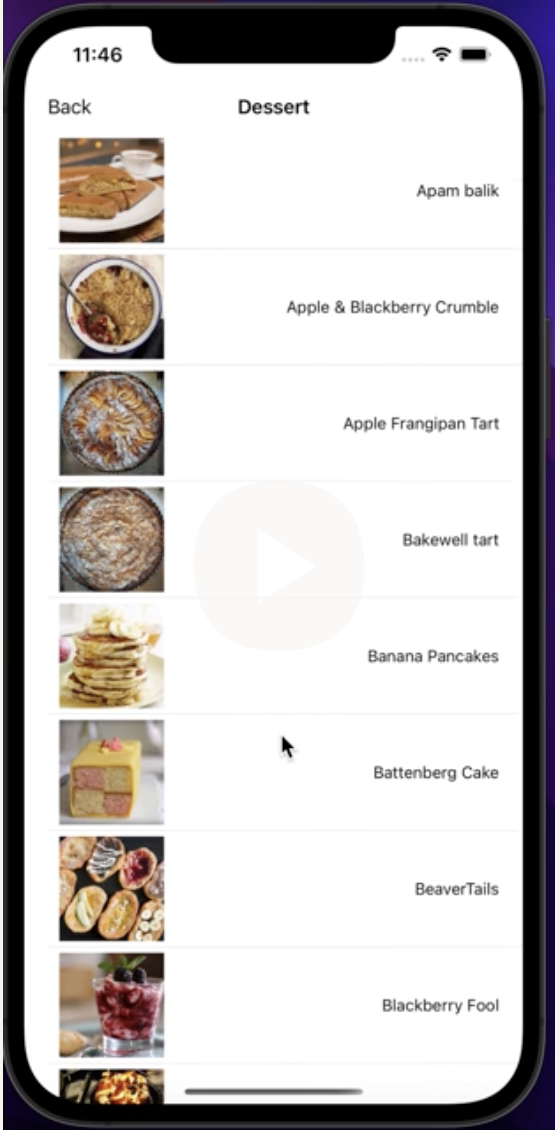 11:46
Back
Dessert
Apam balik
Apple & Blackberry Crumble
Apple Frangipan Tart
Bakewell tart
Banana Pancakes
Battenberg Cake
BeaverTails
Blackberry Fool